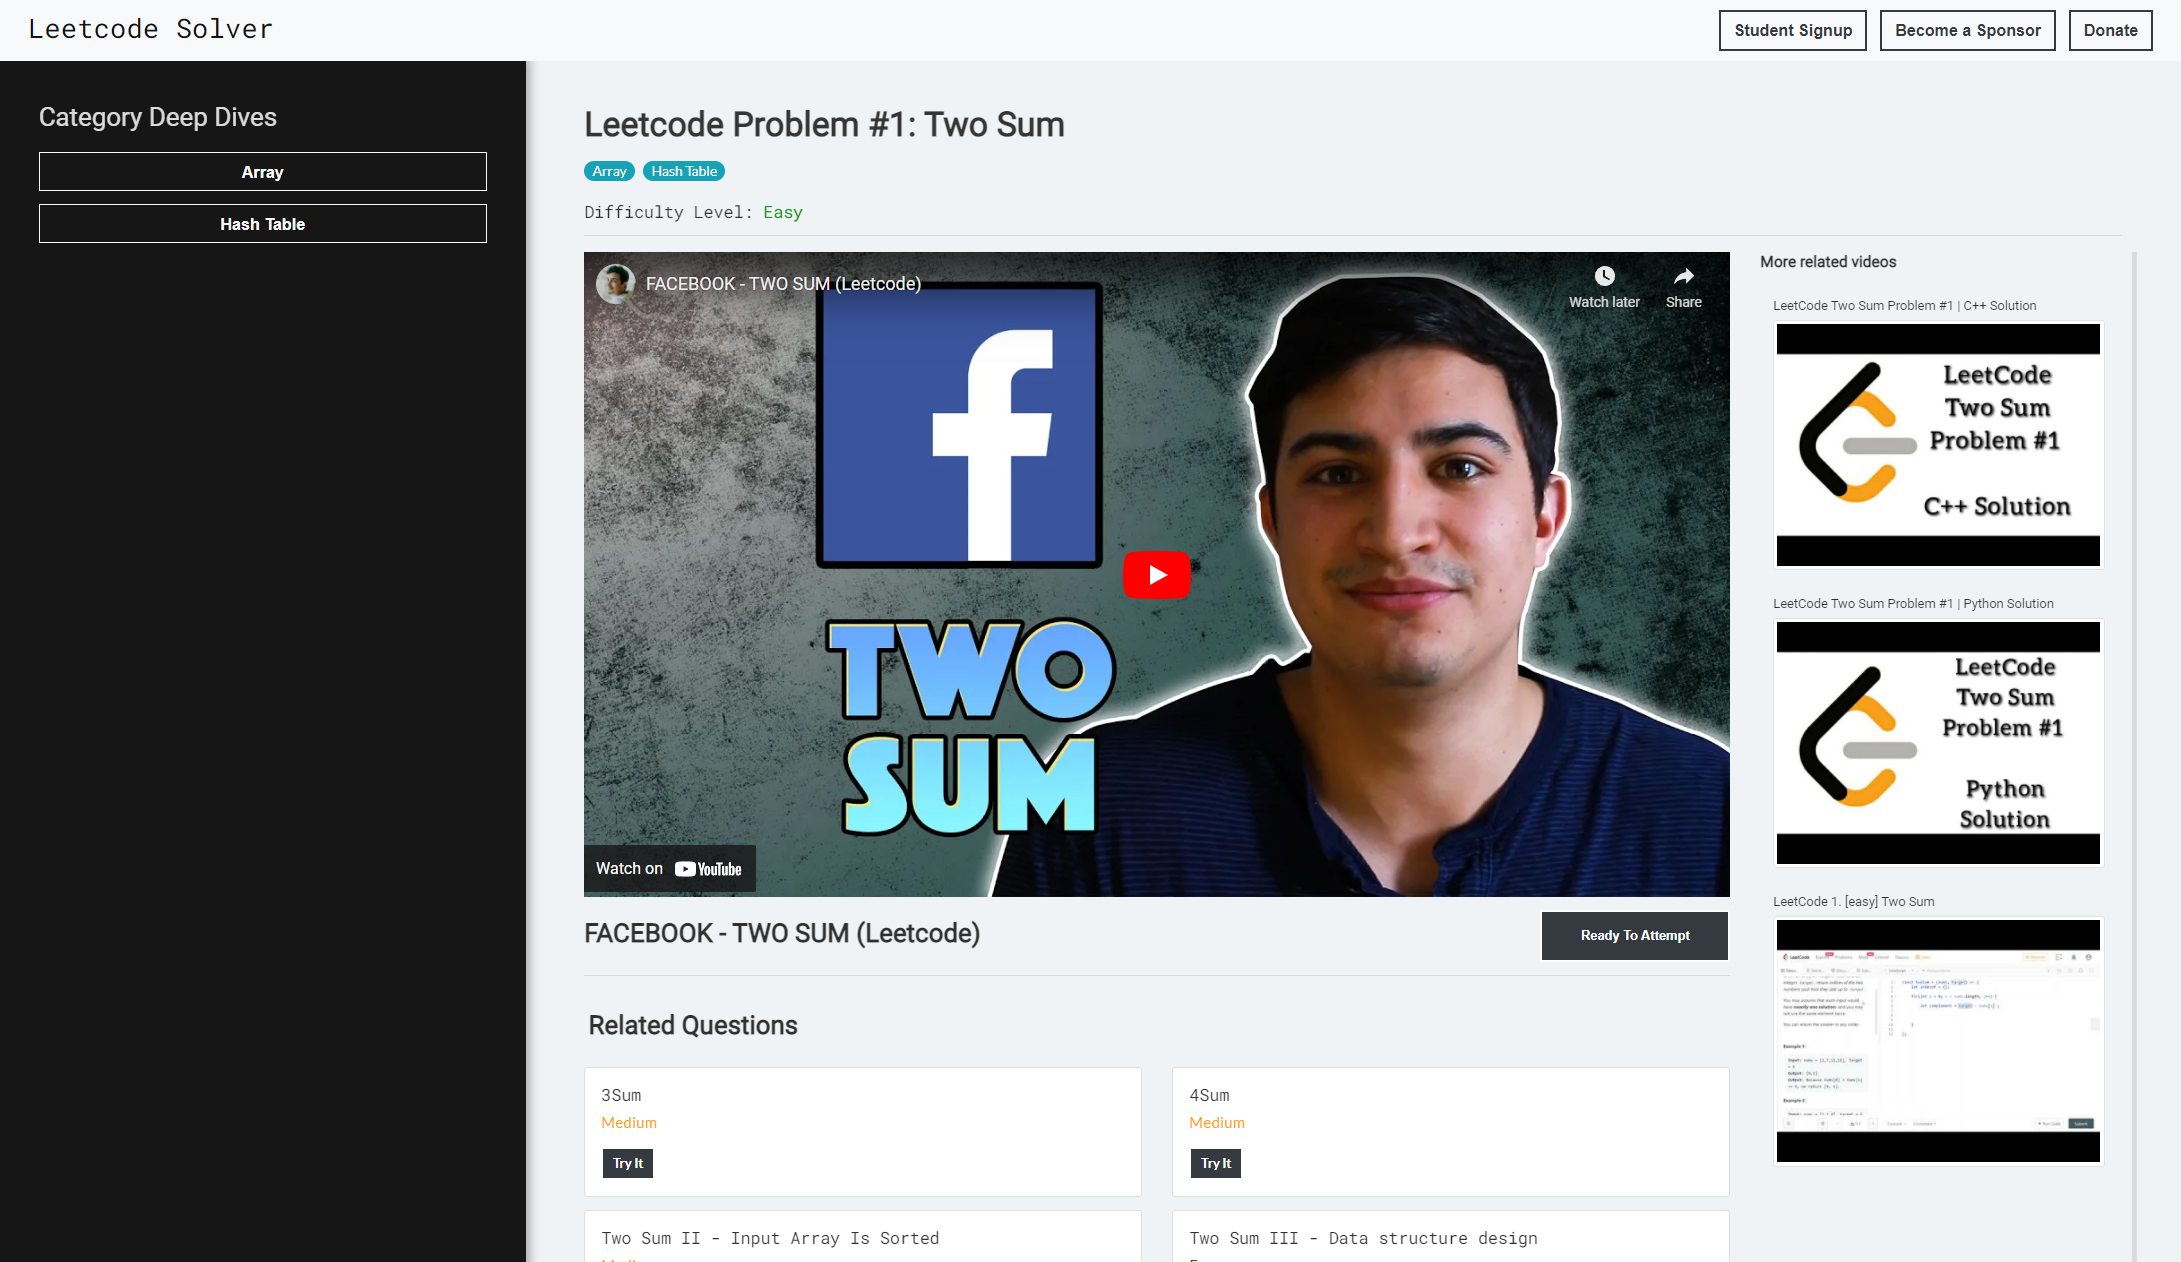 Leetcode Solver
Student Signup
Become a Sponsor
Donate
Category Deep Dives
Array
Hash Table
Leetcode Problem #1: Two Sum
Array
Hash Table
Difficulty Level: Easy
FACEBOOK - TWO SUM (Leetcode)
Watch later
Share
TWO
SUM
Watch on YouTube
FACEBOOK - TWO SUM (Leetcode)
Ready To Attempt
Related Questions
3Sum
Medium
Try It
4Sum
Medium
Try It
Two Sum II - Input Array Is Sorted
Two Sum III - Data structure design
More related videos
LeetCode Two Sum Problem #1 | C++ Solution
LeetCode
Two Sum
Problem #1
C++ Solution
LeetCode Two Sum Problem #1 | Python Solution
LeetCode
Two Sum
Problem #1
Python
Solution
LeetCode 1. [easy] Two Sum